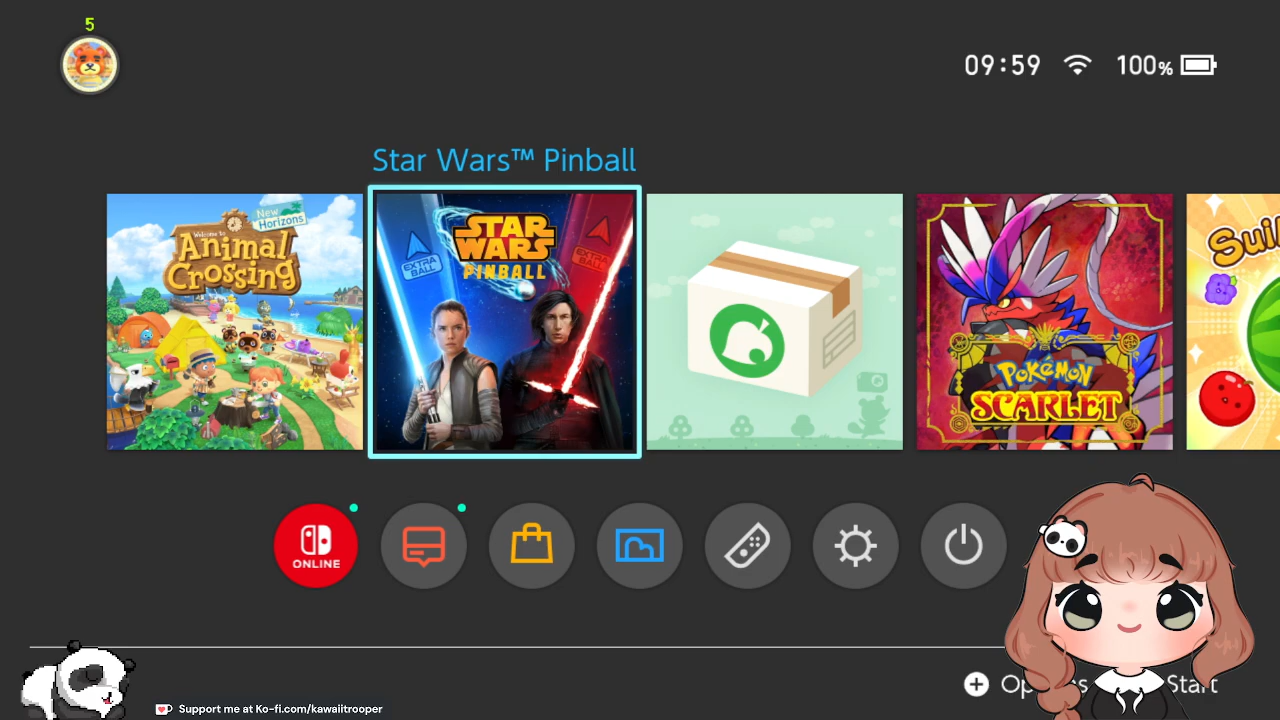 5
09:59
100%
Star Wars™ Pinball
New
Horizons
Welcome to
Animal
Crossing
EXTRA
BALL
STAR
WARS
PINBALL
EXTRA
BALL
POKÉMON
SCARLET
ONLINE
Start
Support me at Ko-fi.com/kawaiitrooper